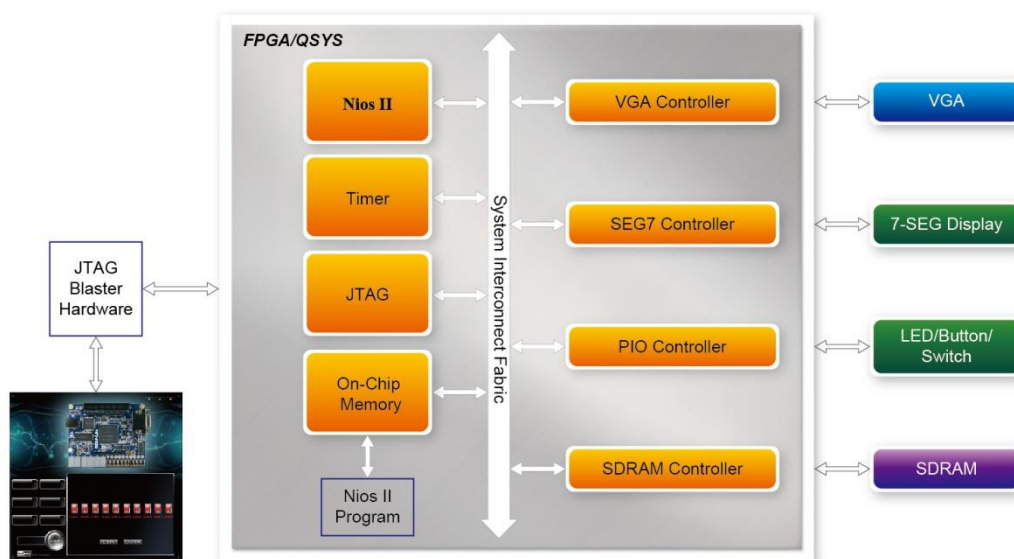 FPGA/QSYS
Nios II
Timer
JTAG
On-Chip
Memory
Nios II
Program
System Interconnect Fabric
VGA Controller
SEG7 Controller
PIO Controller
SDRAM Controller
VGA
7-SEG Display
LED/Button/
Switch
SDRAM
JTAG
Blaster
Hardware